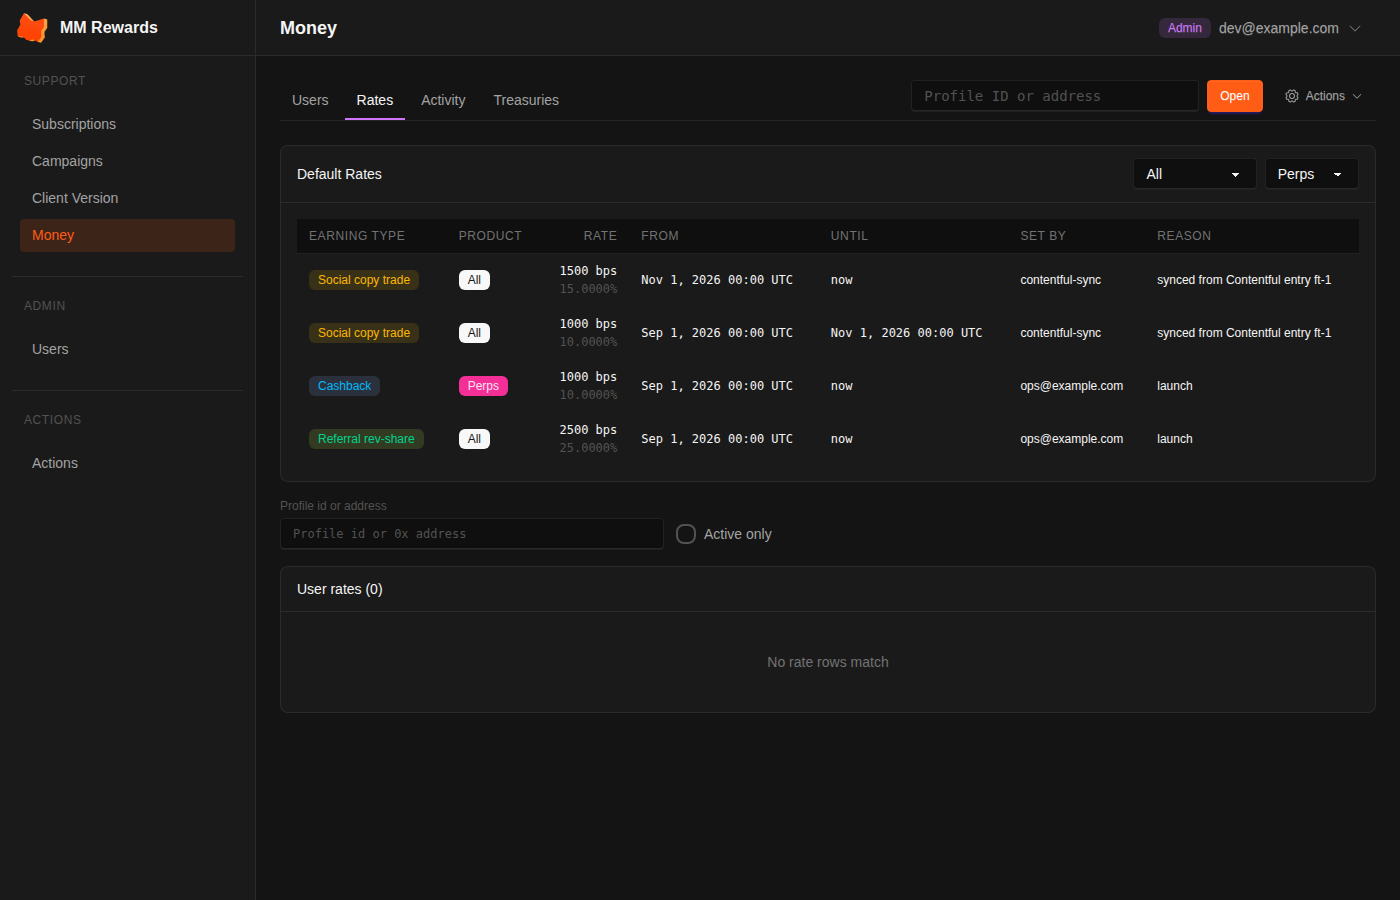 MM Rewards
Money
Admin dev@example.com
SUPPORT
Subscriptions
Campaigns
Client Version
Money
ADMIN
Users
ACTIONS
Actions
Users Rates Activity Treasuries
Profile ID or address Open Actions
Default Rates All Perps
EARNING TYPE PRODUCT RATE FROM UNTIL SET BY REASON
Social copy trade All 1500 bps Nov 1, 2026 00:00 UTC now contentful-sync synced from Contentful entry ft-1
15.0000%
Social copy trade All 1000 bps Sep 1, 2026 00:00 UTC Nov 1, 2026 00:00 UTC contentful-sync synced from Contentful entry ft-1
10.0000%
Cashback Perps 1000 bps Sep 1, 2026 00:00 UTC now ops@example.com launch
10.0000%
Referral rev-share All 2500 bps Sep 1, 2026 00:00 UTC now ops@example.com launch
25.0000%
Profile id or address
Profile id or 0x address Active only
User rates (0)
No rate rows match